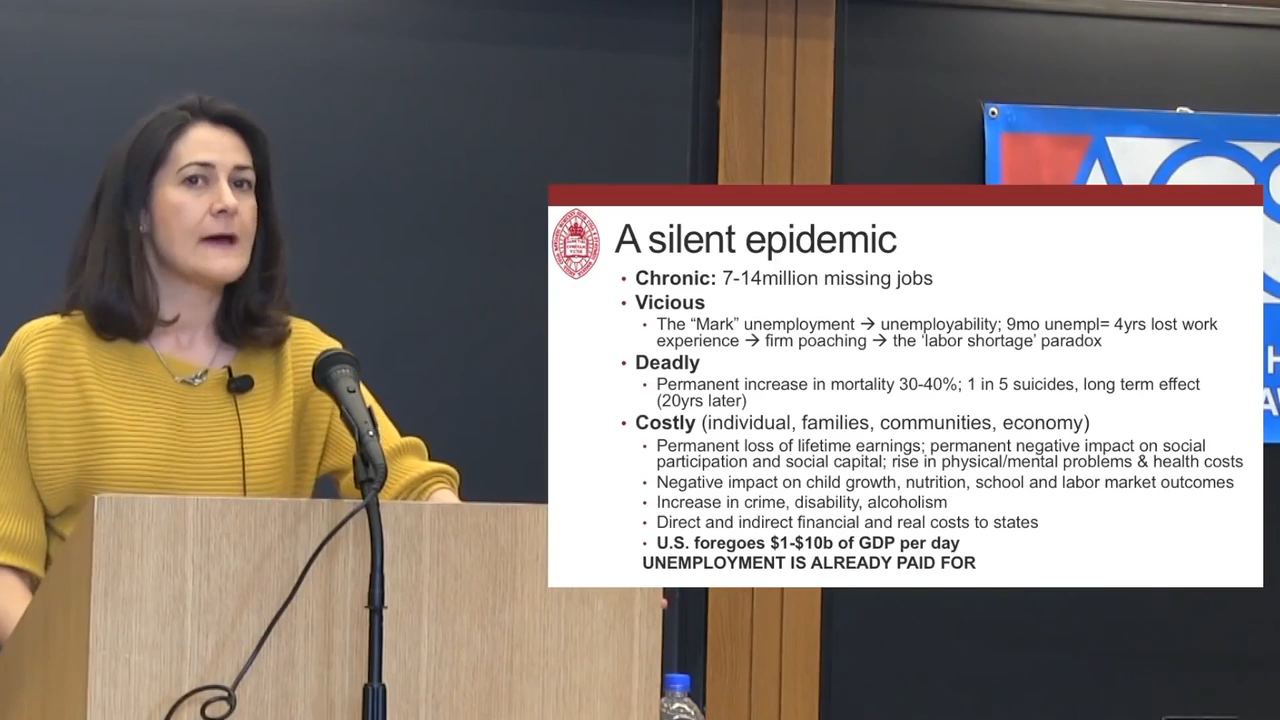 ACS
H
A
A silent epidemic
• Chronic: 7-14million missing jobs
• Vicious
• The “Mark” unemployment → unemployability; 9mo unempl= 4yrs lost work
experience → firm poaching → the ‘labor shortage’ paradox
• Deadly
• Permanent increase in mortality 30-40%; 1 in 5 suicides, long term effect
(20yrs later)
• Costly (individual, families, communities, economy)
• Permanent loss of lifetime earnings; permanent negative impact on social
participation and social capital; rise in physical/mental problems & health costs
• Negative impact on child growth, nutrition, school and labor market outcomes
• Increase in crime, disability, alcoholism
• Direct and indirect financial and real costs to states
• U.S. foregoes $1-$10b of GDP per day
UNEMPLOYMENT IS ALREADY PAID FOR